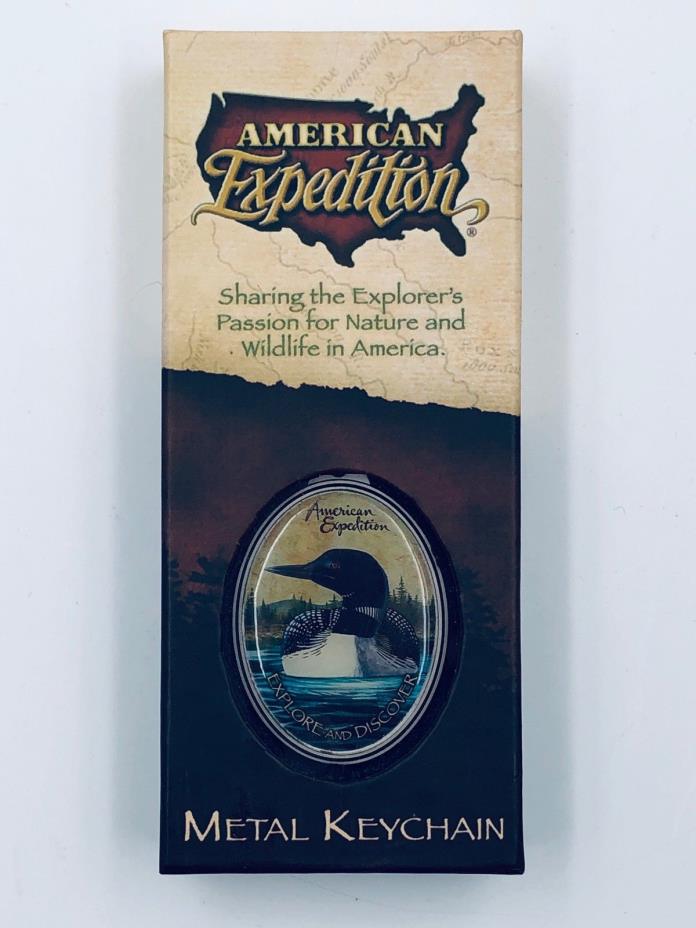 AMERICAN
Expedition
®
Sharing the Explorer's
Passion for Nature and
Wildlife in America.
American
Expedition
EXPLORE AND DISCOVER
METAL KEYCHAIN